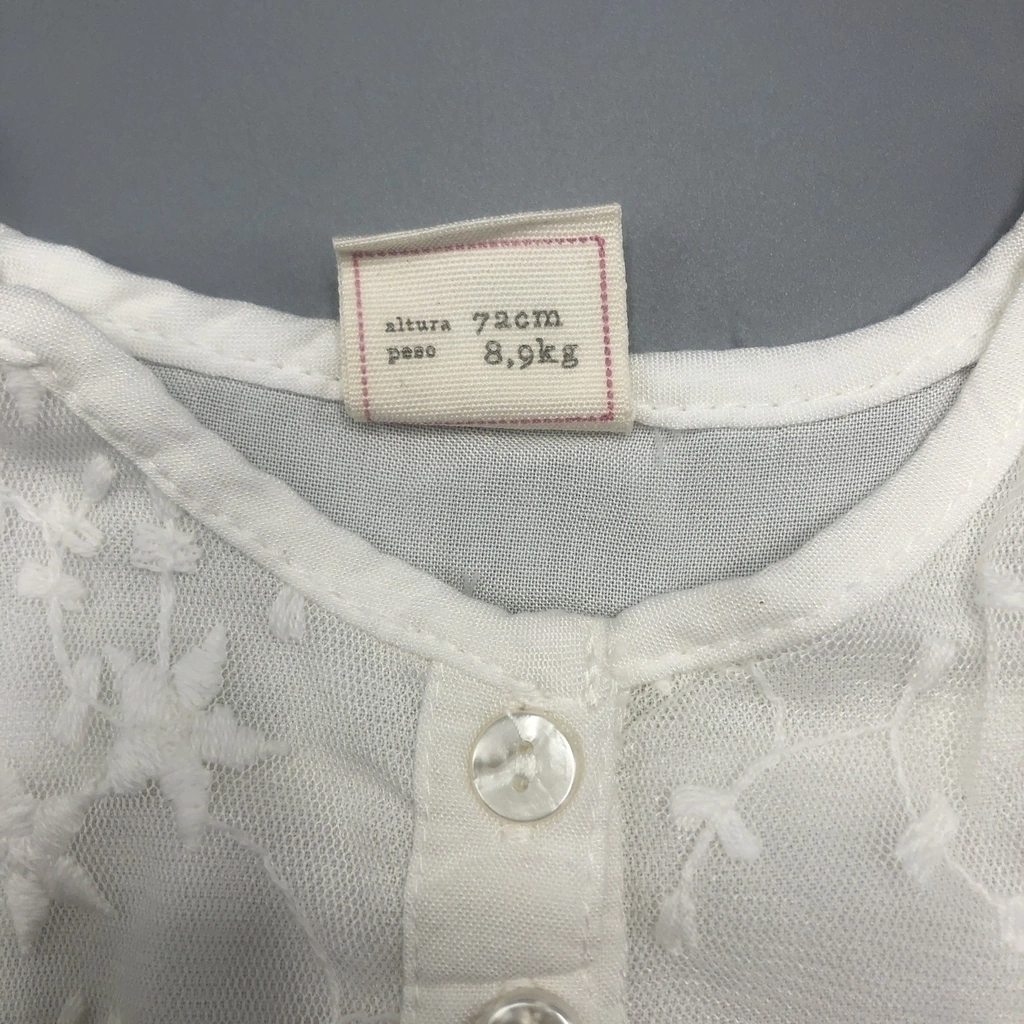 altura 72cm
peso 8,9kg